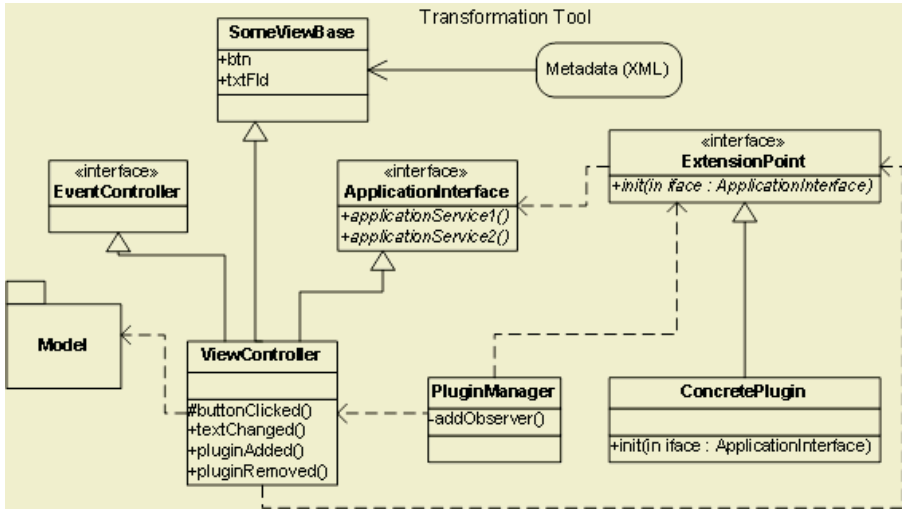 Transformation Tool
SomeViewBase
+btn
+txtFld
Metadata (XML)
«interface»
EventController
«interface»
ApplicationInterface
+applicationService1()
+applicationService2()
«interface»
ExtensionPoint
+init(in iface : ApplicationInterface)
Model
ViewController
#buttonClicked()
+textChanged()
+pluginAdded()
+pluginRemoved()
PluginManager
-addObserver()
ConcretePlugin
+init(in iface : ApplicationInterface)